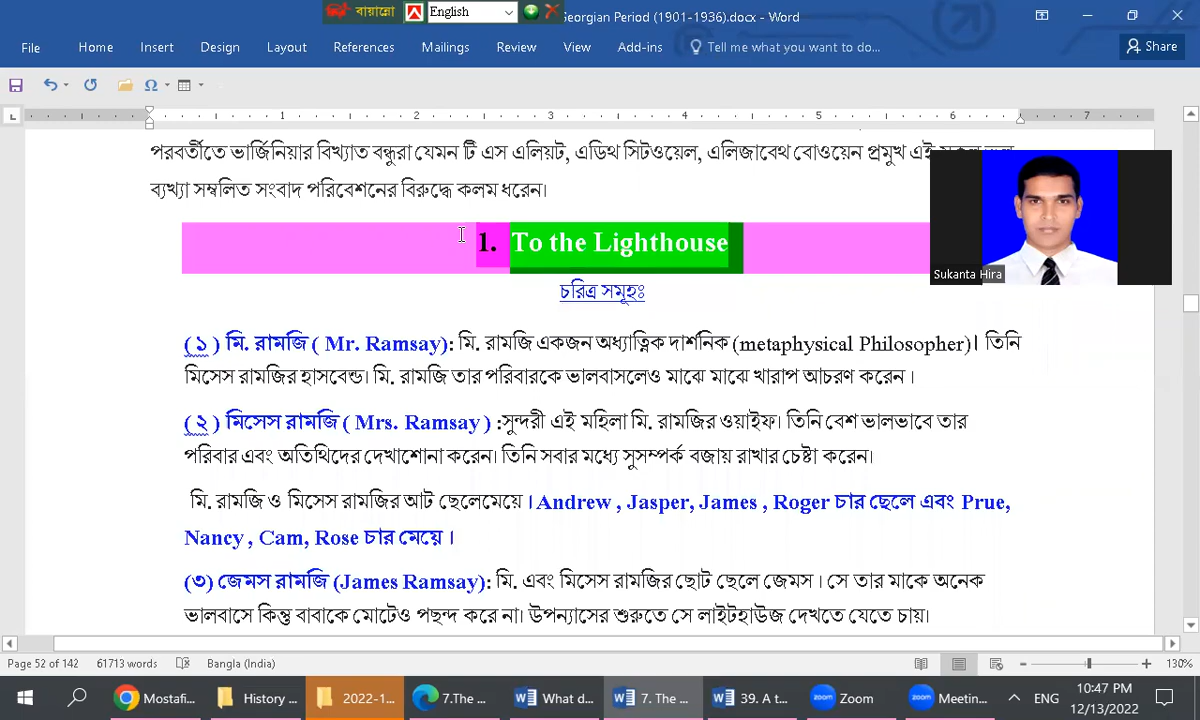 বায়ান্নো
English
Georgian Period (1901-1936).docx - Word
File Home Insert Design Layout References Mailings Review View Add-ins Tell me what you want to do... Share
1 2 3 4 5 6 7
পরবর্তীতে ভার্জিনিয়ার বিখ্যাত বন্ধুরা যেমন টি এস এলিয়ট, এডিথ সিটওয়েল, এলিজাবেথ বোওয়েন প্রমুখ এই
ব্যখ্যা সম্বলিত সংবাদ পরিবেশনের বিরুদ্ধে কলম ধরেন।
1. To the Lighthouse
Sukanta Hira
চরিত্র সমূহঃ
(১) মি. রামজি ( Mr. Ramsay): মি. রামজি একজন অধ্যাত্নিক দার্শনিক (metaphysical Philosopher)। তিনি
মিসেস রামজির হাসবেন্ড। মি. রামজি তার পরিবারকে ভালবাসলেও মাঝে মাঝে খারাপ আচরণ করেন।
(২) মিসেস রামজি ( Mrs. Ramsay ) :সুন্দরী এই মহিলা মি. রামজির ওয়াইফ। তিনি বেশ ভালভাবে তার
পরিবার এবং অতিথিদের দেখাশোনা করেন। তিনি সবার মধ্যে সুসম্পর্ক বজায় রাখার চেষ্টা করেন।
মি. রামজি ও মিসেস রামজির আট ছেলেমেয়ে । Andrew , Jasper, James , Roger চার ছেলে এবং Prue,
Nancy , Cam, Rose চার মেয়ে ।
(৩) জেমস রামজি (James Ramsay): মি. এবং মিসেস রামজির ছোট ছেলে জেমস। সে তার মাকে অনেক
ভালবাসে কিন্তু বাবাকে মোটেও পছন্দ করে না। উপন্যাসের শুরুতে সে লাইটহাউজ দেখতে যেতে চায়।
Page 52 of 142 61713 words Bangla (India) 130%
Mostafi... History ... 2022-1... 7.The ... What d... 7. The ... 39. A t... Zoom Meetin... ENG 10:47 PM
12/13/2022